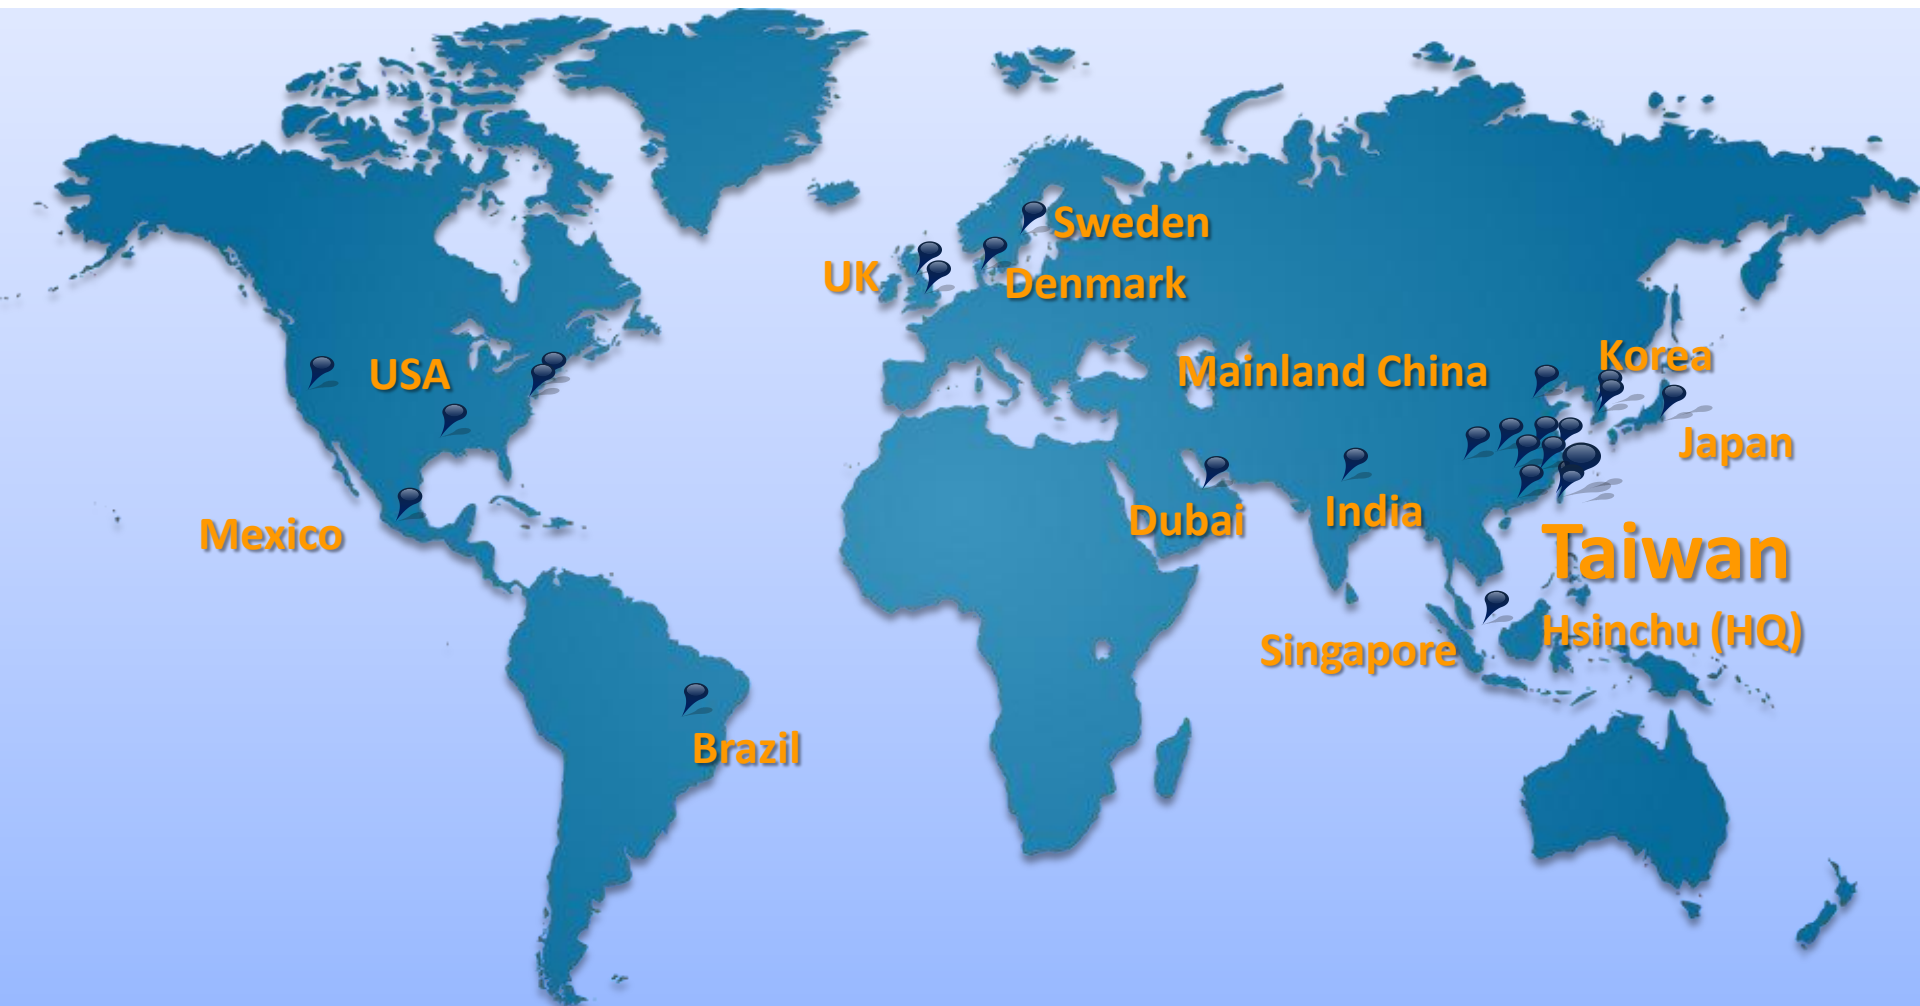 Sweden
UK
Denmark
Korea
Mainland China
USA
Japan
India
Dubai
Mexico
Taiwan
Hsinchu (HQ)
Singapore
Brazil